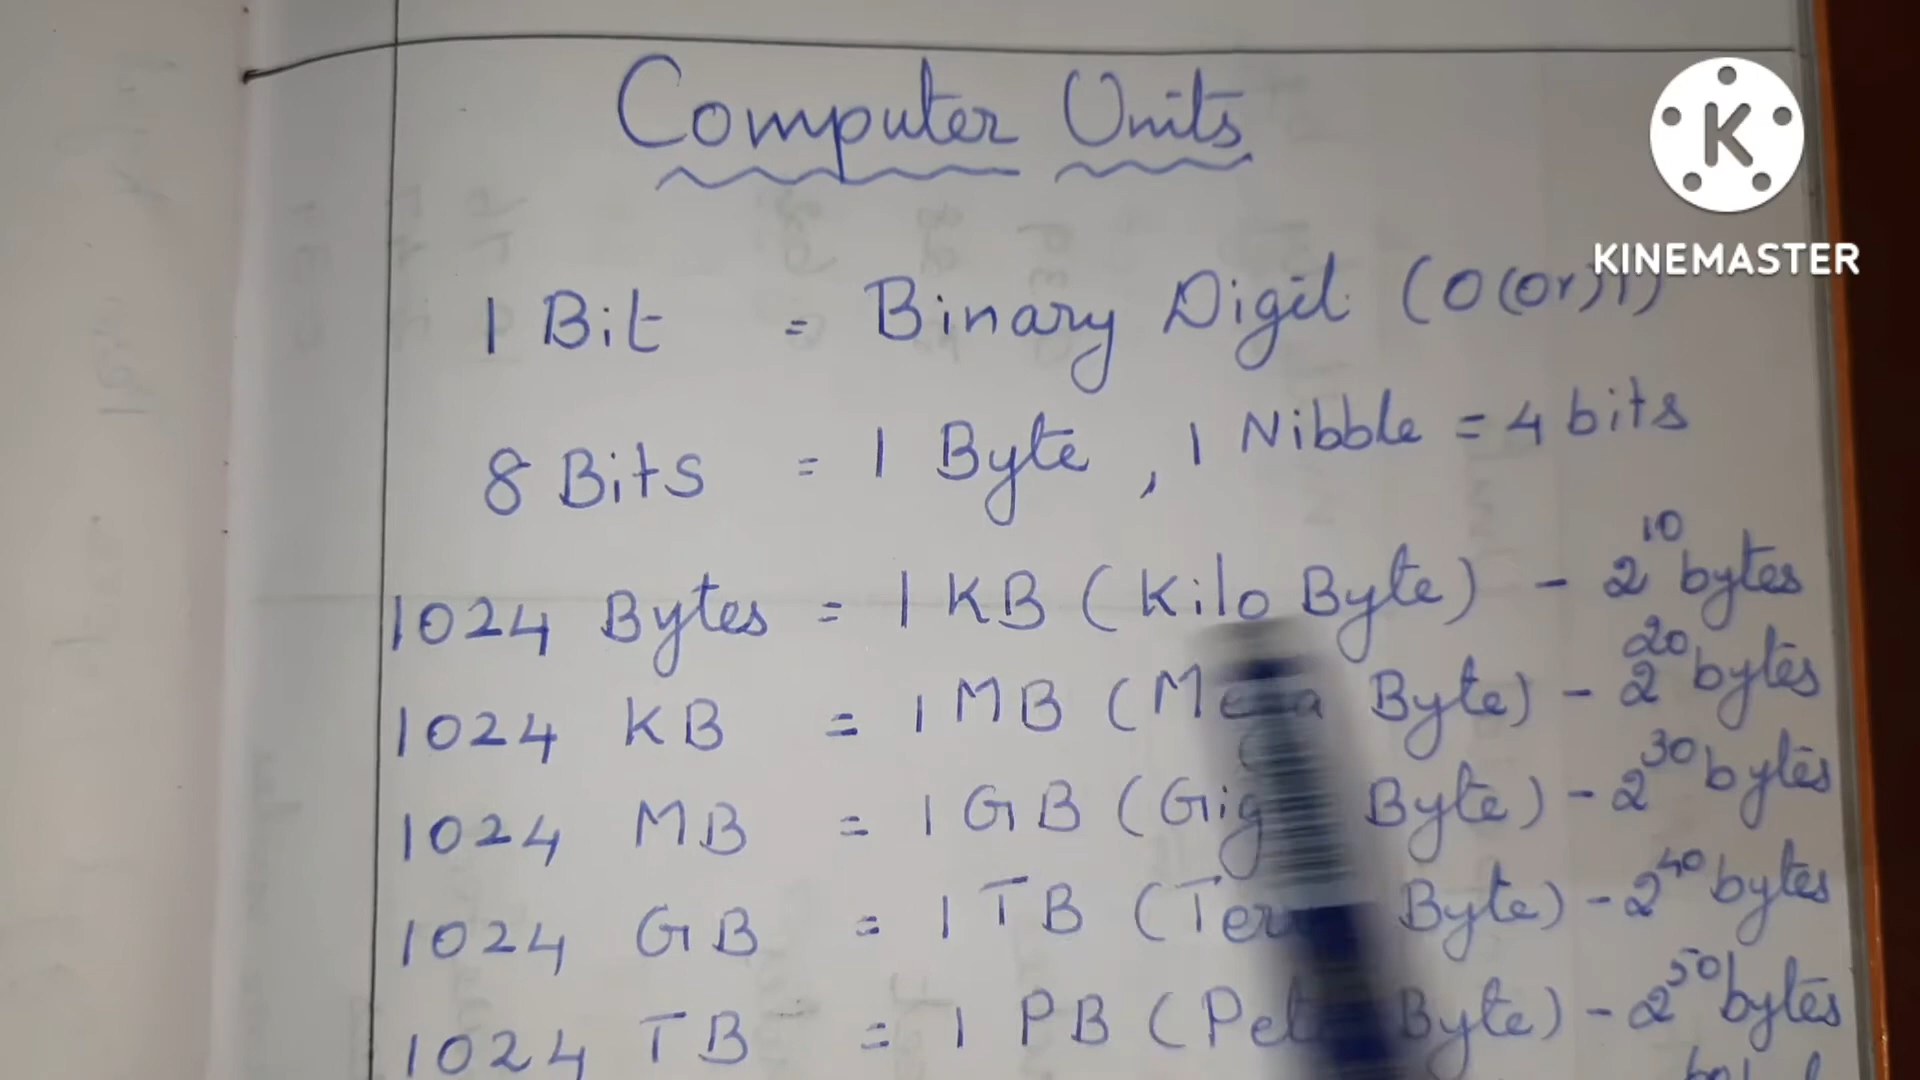 Computer Units
K
KINEMASTER
1 Bit = Binary Digit (0(or)1)
8 Bits = 1 Byte, 1 Nibble = 4 bits
1024 Bytes = 1 KB (Kilo Byte) - 2^10 bytes
1024 KB = 1 MB (Mega Byte) - 2^20 bytes
1024 MB = 1 GB (Gig Byte) - 2^30 bytes
1024 GB = 1 TB (Ter Byte) - 2^40 bytes
1024 TB = 1 PB (Pet Byte) - 2^50 bytes